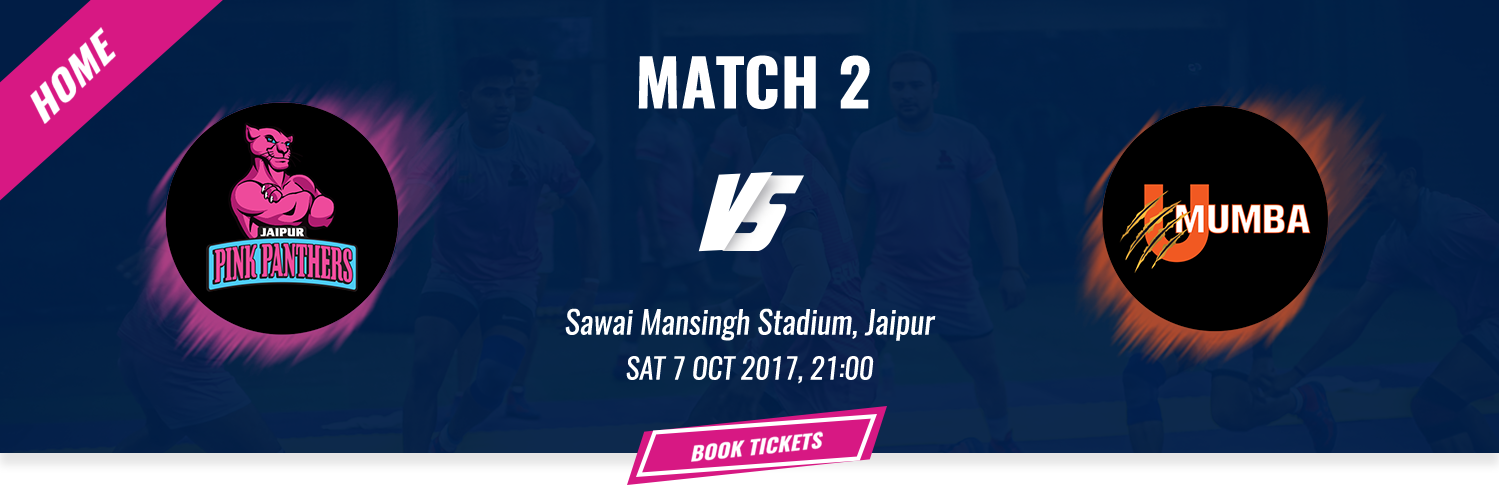 HOME
MATCH 2
JAIPUR
PINK PANTHERS
VS
U MUMBA
Sawai Mansingh Stadium, Jaipur
SAT 7 OCT 2017, 21:00
BOOK TICKETS